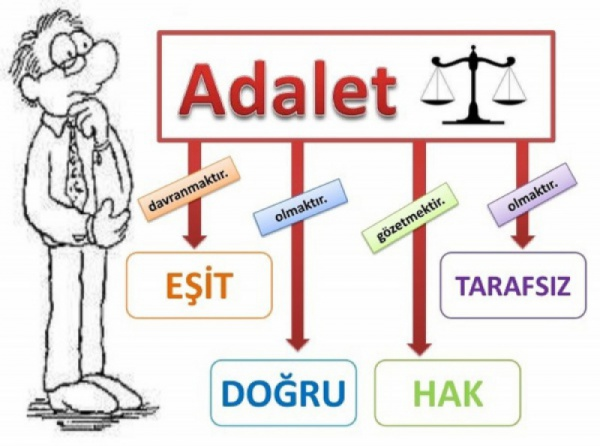 Adalet
davranmaktır.
olmaktır.
gözetmektir.
olmaktır.
EŞİT
TARAFSIZ
DOĞRU
HAK